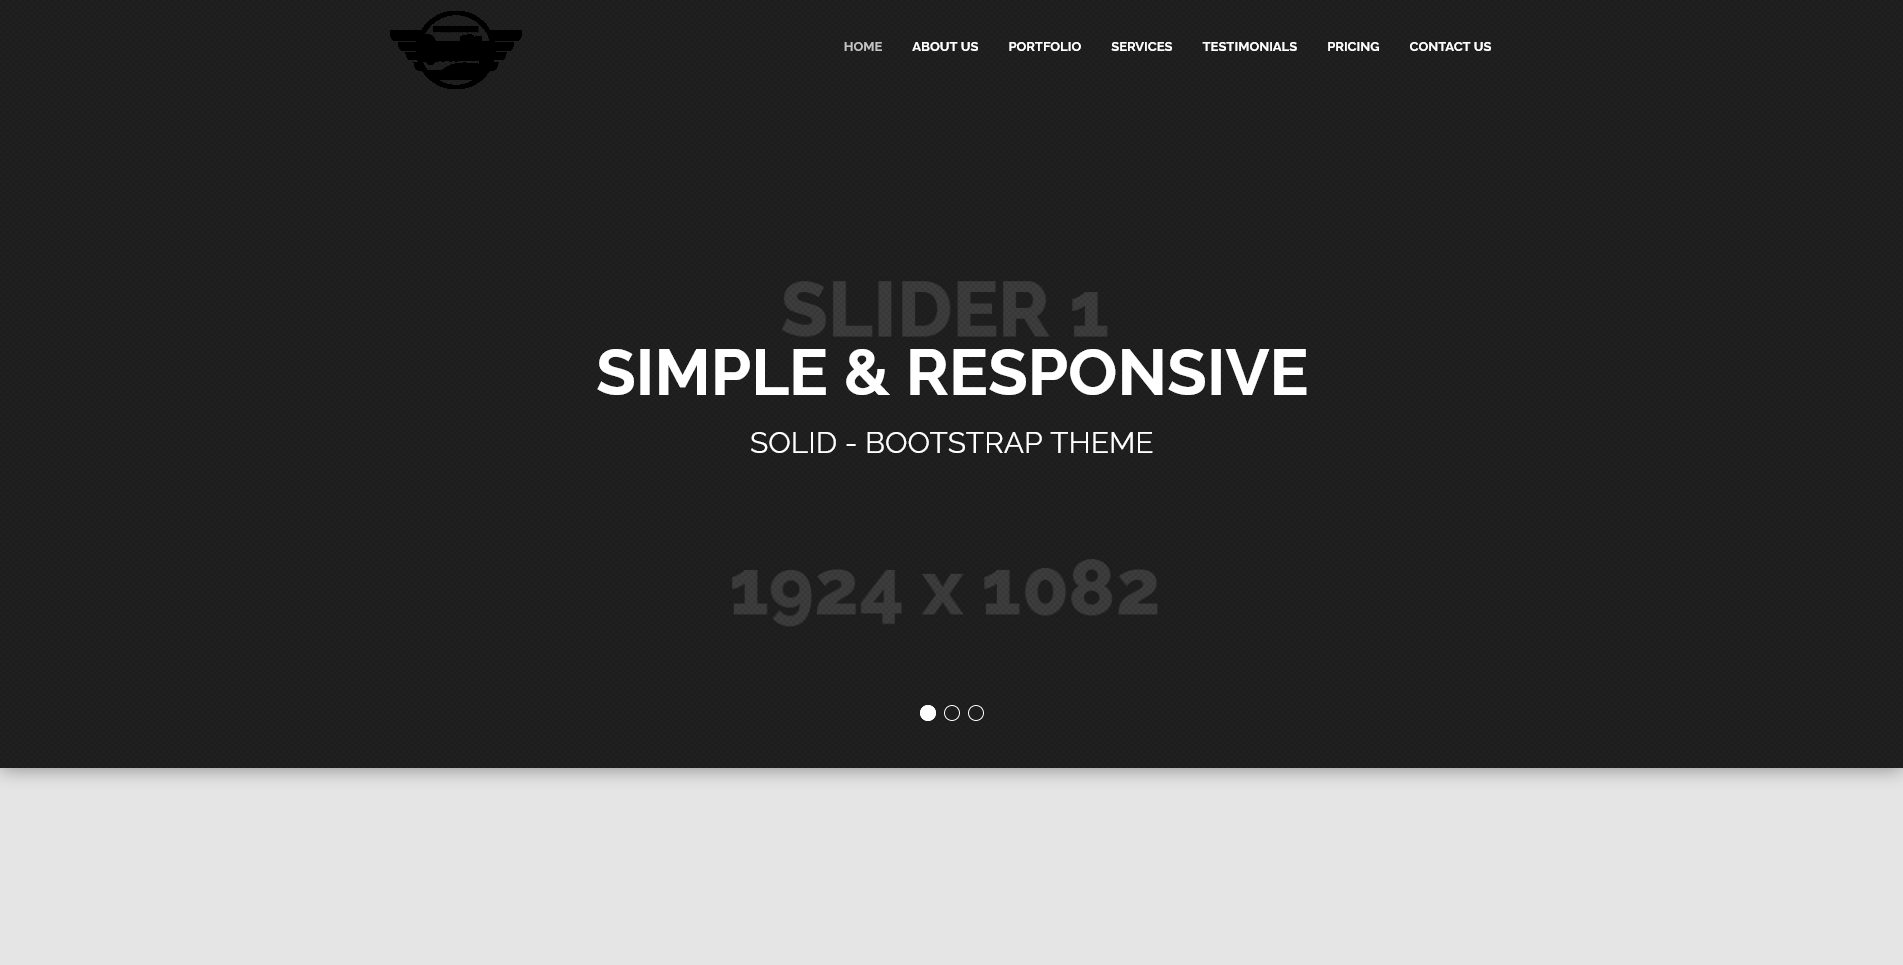 HOME ABOUT US PORTFOLIO SERVICES TESTIMONIALS PRICING CONTACT US
SLIDER 1
SIMPLE & RESPONSIVE
SOLID - BOOTSTRAP THEME
1924 x 1082